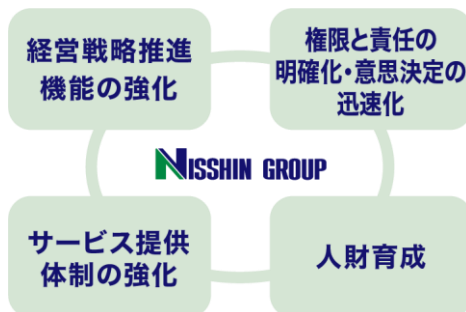 経営戦略推進
機能の強化
権限と責任の
明確化・意思決定の
迅速化
NISSHIN GROUP
サービス提供
体制の強化
人財育成